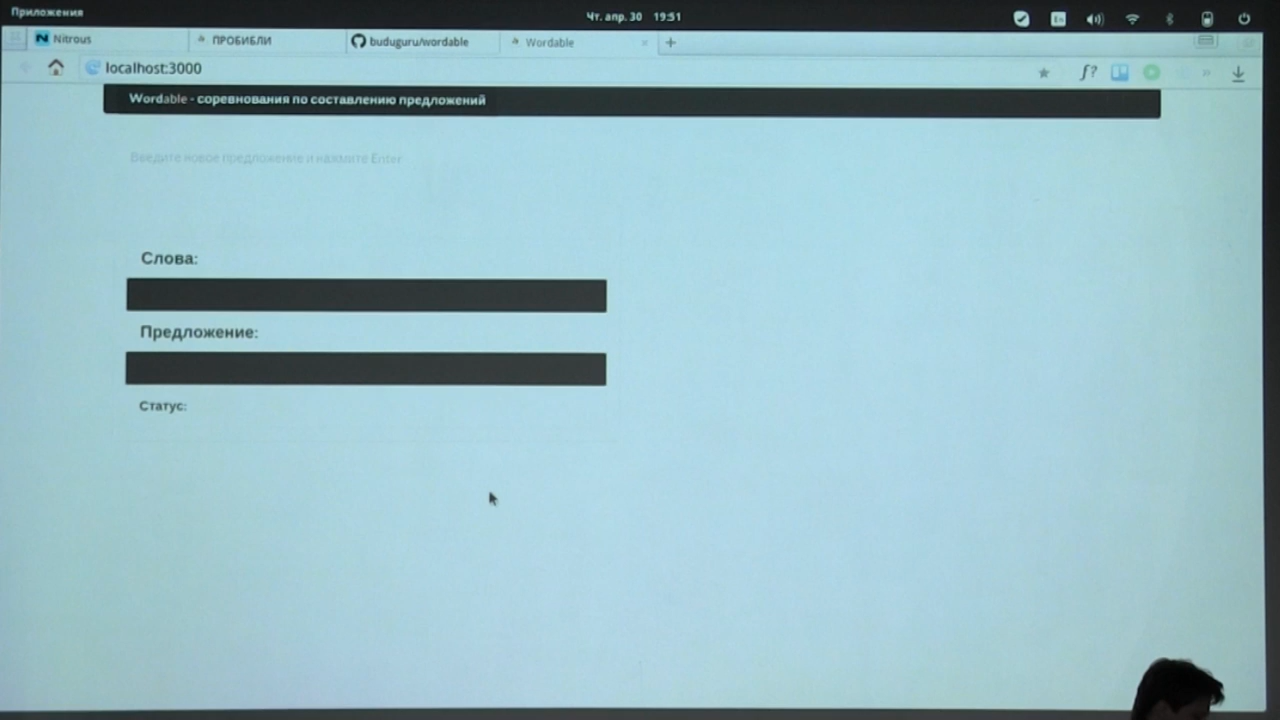 Приложения
Чт. апр. 30 19:51
Nitrous
ПРОБИБЛИ
buduguru/wordable
Wordable
localhost:3000
f?
Wordable - соревнования по составлению предложений
Введите новое предложение и нажмите Enter
Слова:
Предложение:
Статус: